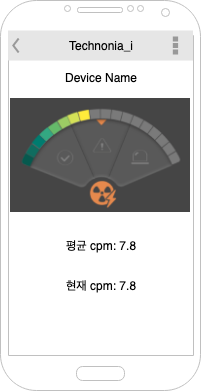 Technonia_i
Device Name
평균 cpm: 7.8
현재 cpm: 7.8